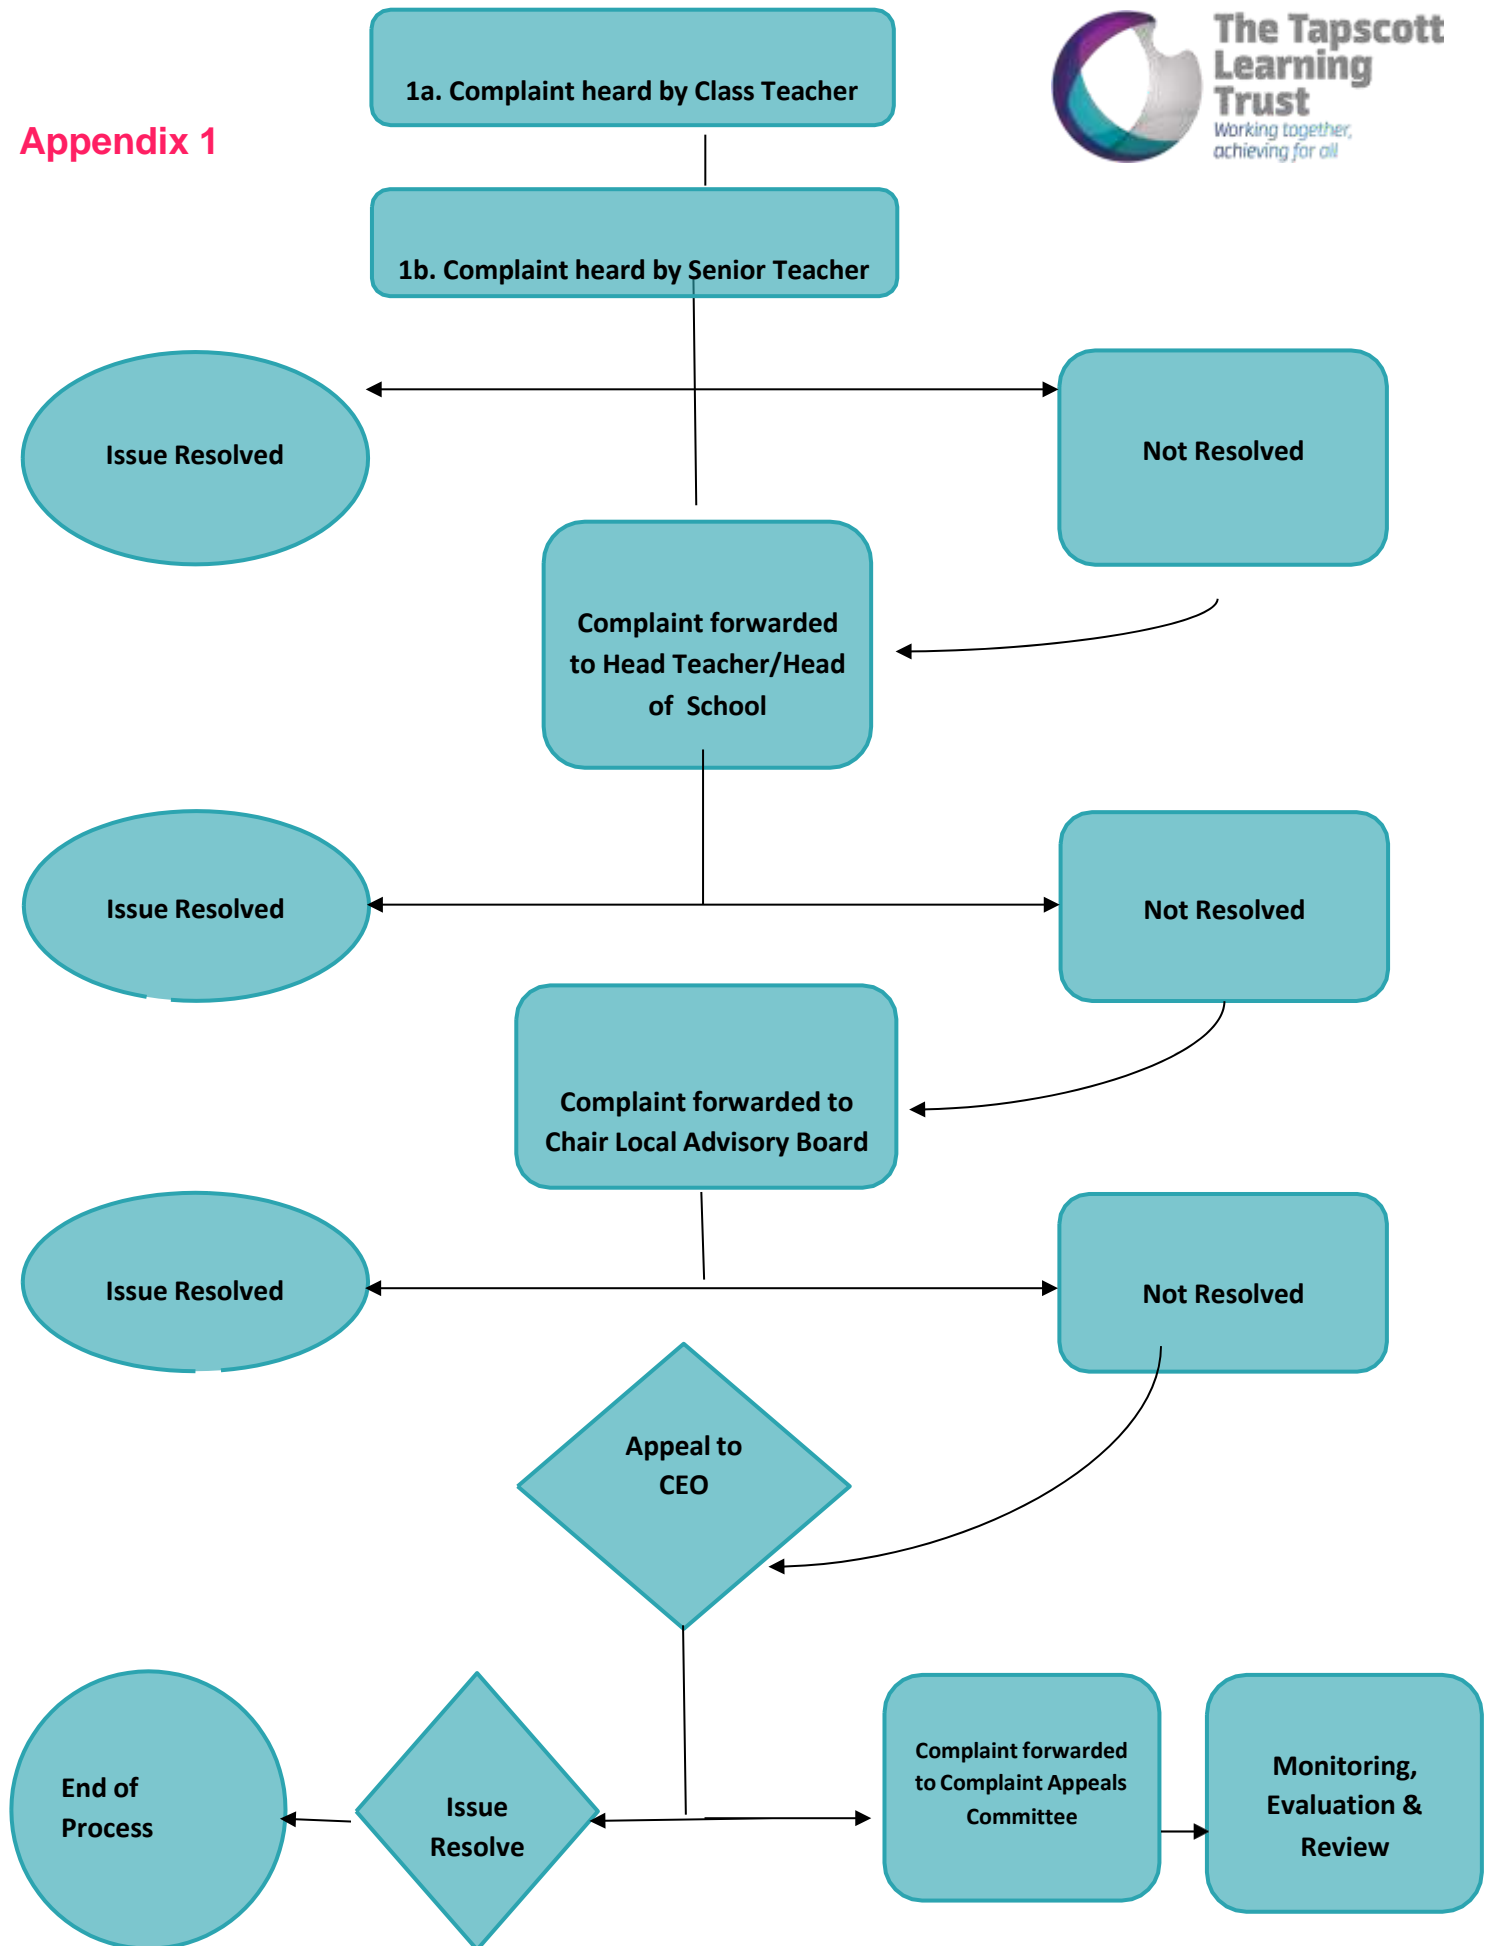 1a. Complaint heard by Class Teacher
The Tapscott
Learning
Trust
Working together,
achieving for all
Appendix 1
1b. Complaint heard by Senior Teacher
Issue Resolved
Not Resolved
Complaint forwarded
to Head Teacher/Head
of School
Issue Resolved
Not Resolved
Complaint forwarded to
Chair Local Advisory Board
Issue Resolved
Not Resolved
Appeal to
CEO
End of
Process
Issue
Resolve
Complaint forwarded
to Complaint Appeals
Committee
Monitoring,
Evaluation &
Review